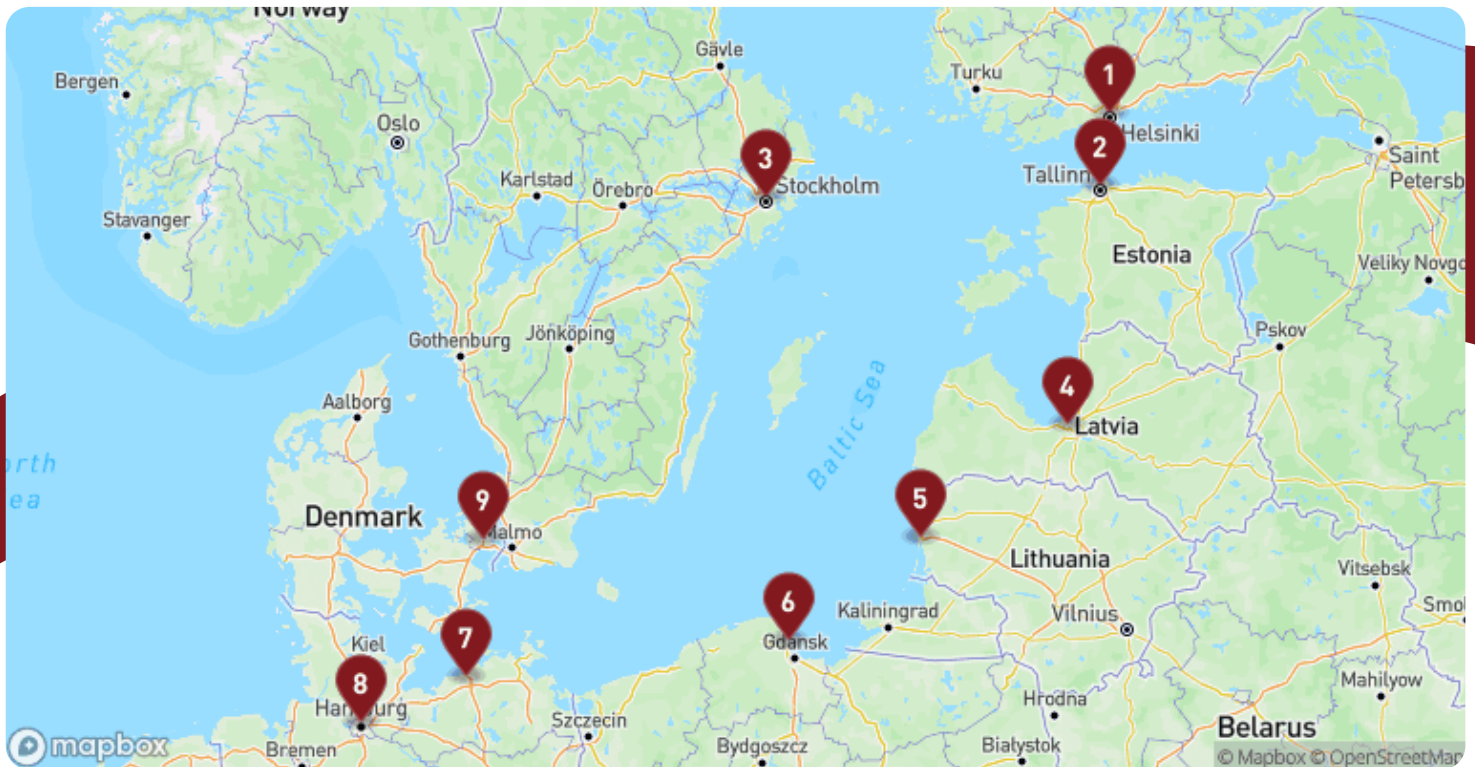 Norway
Gävle
Bergen
Turku
1
Oslo
Helsinki
2
3
Saint
Petersb
Tallinn
Karlstad
Örebro
Stockholm
Stavanger
Estonia
Veliky Novgo
Gothenburg
Jönköping
Pskov
Baltic Sea
4
Aalborg
Latvia
orth
ea
5
9
Denmark
Malmo
Lithuania
Vitsebsk
6
Kaliningrad
Vilnius
Smol
7
Kiel
Gdansk
8
Hamburg
Mahilyow
Hrodna
Szczecin
Belarus
mapbox
Bremen
Bydgoszcz
Białystok
© Mapbox © OpenStreetMap